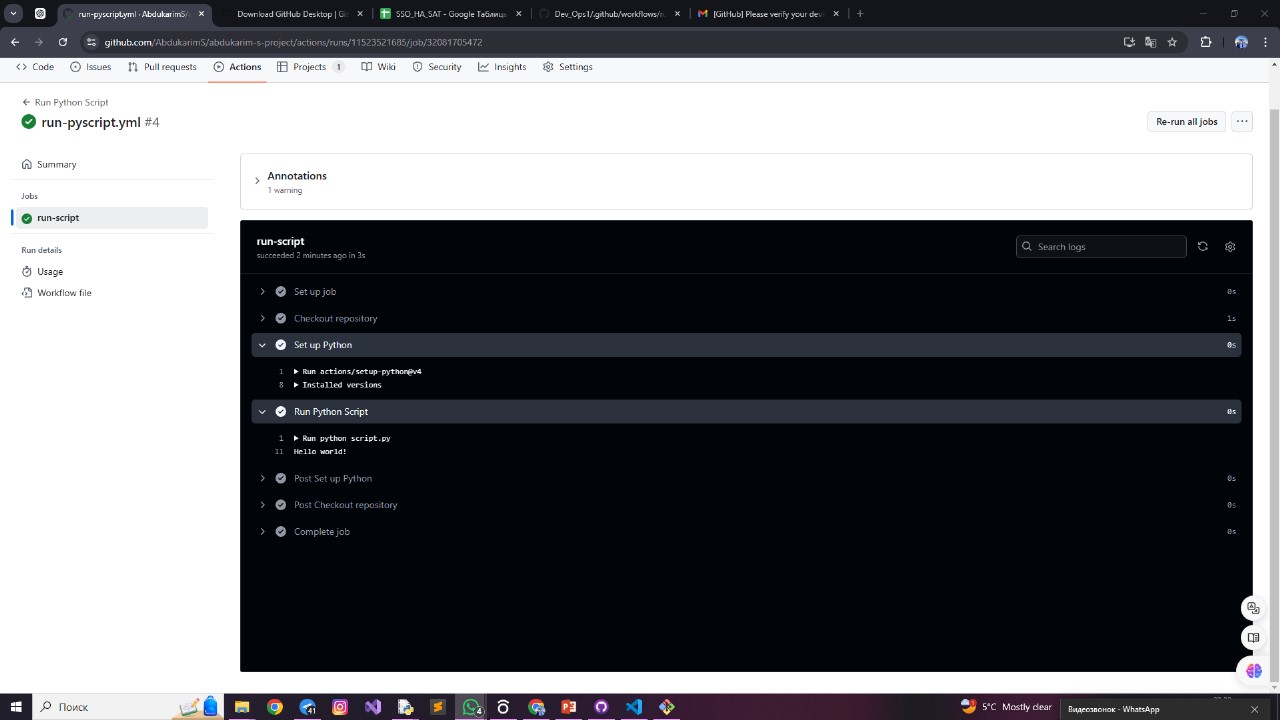 run-pyscript.yml · AbdukarimS/a
Download GitHub Desktop | Git
SSO_HA_SAT - Google Таблиць
Dev_Ops1/.github/workflows/ru
[GitHub] Please verify your devi
github.com/AbdukarimS/abdukarim-s-project/actions/runs/11523521685/job/32081705472
Code
Issues
Pull requests
Actions
Projects 1
Wiki
Security
Insights
Settings
Run Python Script
run-pyscript.yml #4
Re-run all jobs
Summary
Jobs
run-script
Run details
Usage
Workflow file
Annotations
1 warning
run-script
succeeded 2 minutes ago in 3s
Search logs
Set up job 0s
Checkout repository 1s
Set up Python 0s
1 Run actions/setup-python@v4
8 Installed versions
Run Python Script 0s
1 Run python script.py
11 Hello world!
Post Set up Python 0s
Post Checkout repository 0s
Complete job 0s
Поиск
4
5°C Mostly clear
Видеозвонок - WhatsApp